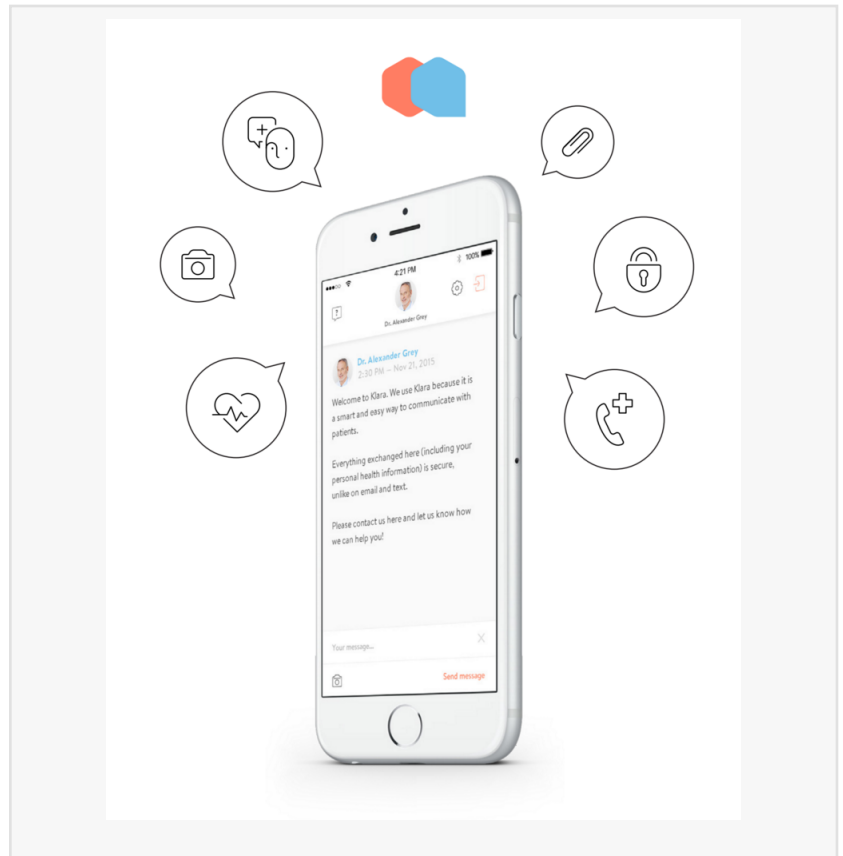 100%
4:21 PM
Dr. Alexander Grey
Dr. Alexander Grey
2:30 PM — Nov 21, 2015
Welcome to Klara. We use Klara because it is
a smart and easy way to communicate with
patients.
Everything exchanged here (including your
personal health information) is secure,
unlike on email and text.
Please contact us here and let us know how
we can help you!
Your message...
Send message